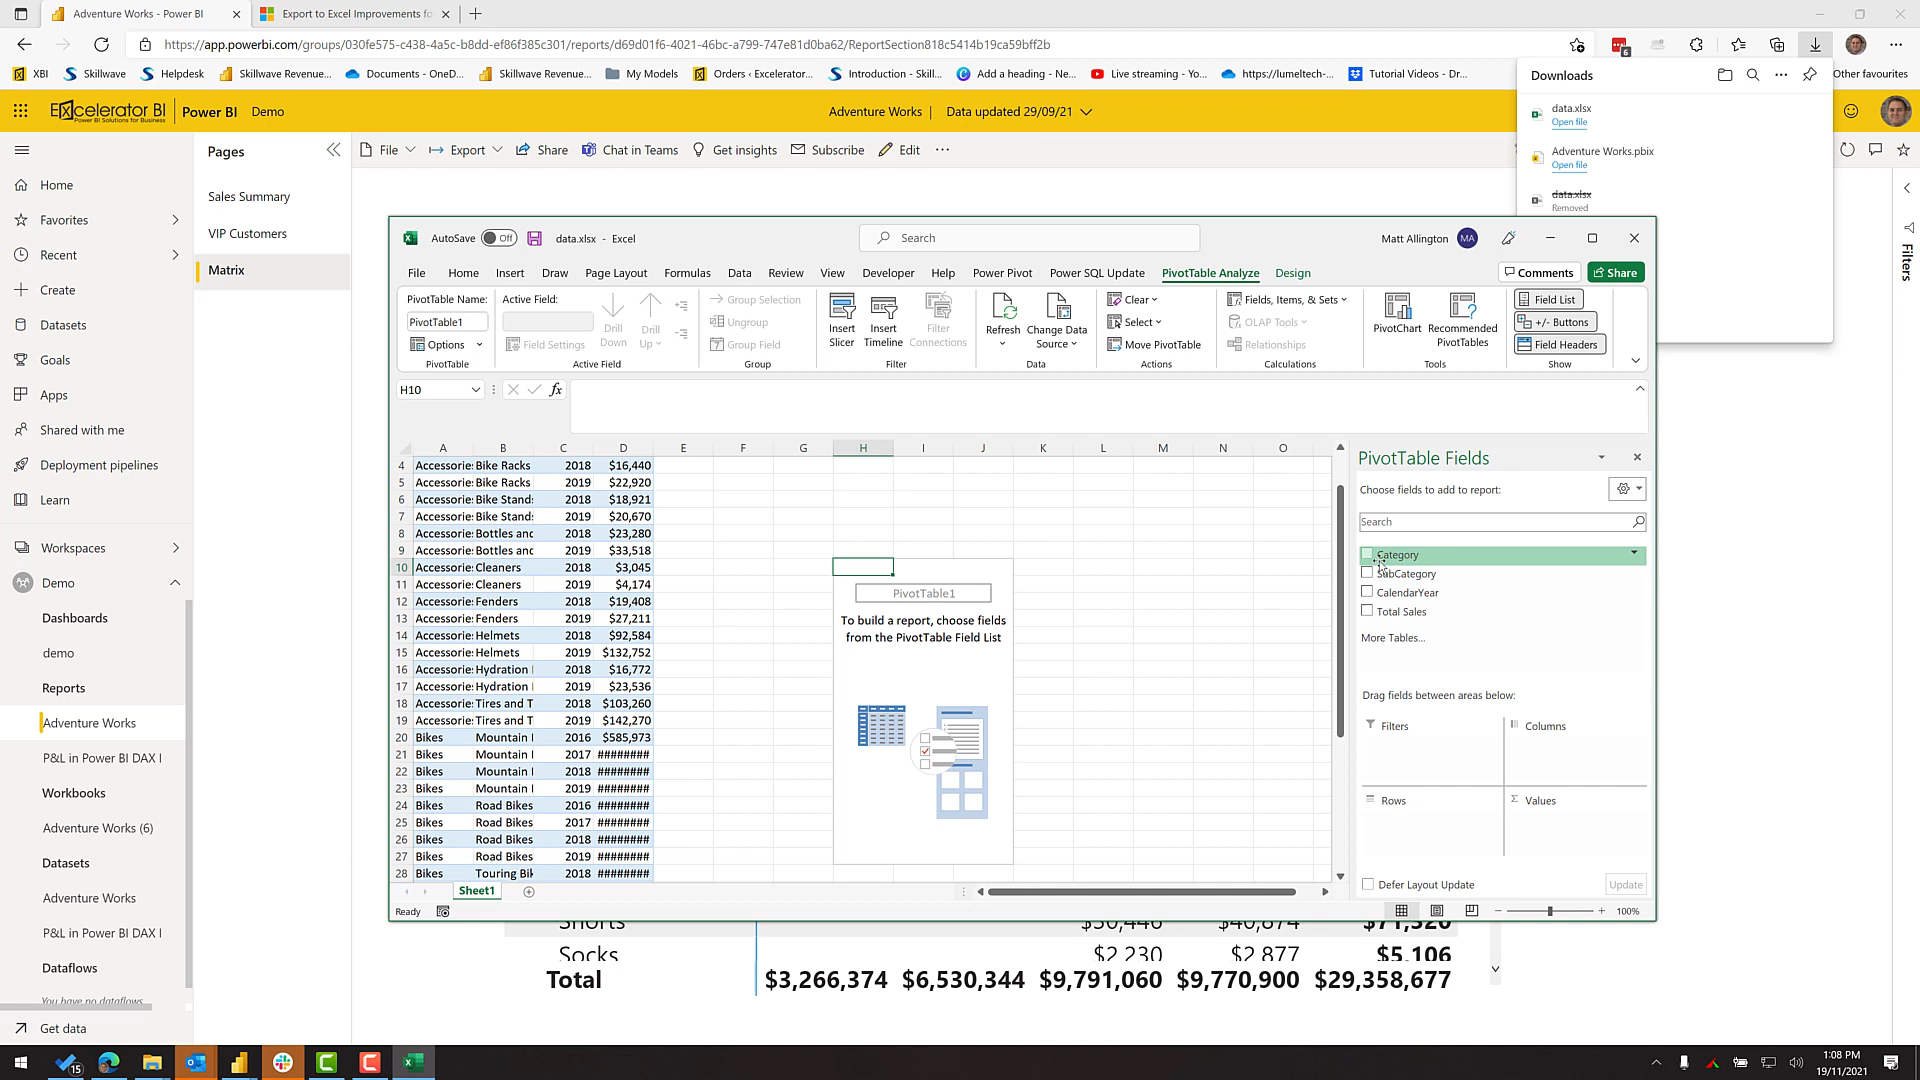 Adventure Works - Power BI
Export to Excel Improvements fo
https://app.powerbi.com/groups/030fe575-c438-4a5c-b8dd-ef86f385c301/reports/d69d01f6-4021-46bc-a799-747e81d0ba62/ReportSection818c5414b19ca59bff2b
6
XBI
Skillwave
Helpdesk
Skillwave Revenue...
Documents - OneD...
Skillwave Revenue...
My Models
Orders ‹ Excelerator...
Introduction - Skill...
Add a heading - Ne...
Live streaming - Yo...
https://lumeltech-...
Tutorial Videos - Dr...
Other favourites
Downloads
data.xlsx
Open file
Adventure Works.pbix
Open file
data.xlsx
Removed
Excelerator BI
Power BI Solutions for Business
Power BI
Demo
Adventure Works
Data updated 29/09/21
Pages
File
Export
Share
Chat in Teams
Get insights
Subscribe
Edit
Sales Summary
VIP Customers
Matrix
Filters
Home
Favorites
Recent
Create
Datasets
Goals
Apps
Shared with me
Deployment pipelines
Learn
Workspaces
Demo
Dashboards
demo
Reports
Adventure Works
P&L in Power BI DAX I
Workbooks
Adventure Works (6)
Datasets
Adventure Works
P&L in Power BI DAX I
Dataflows
You have no dataflows
Get data
AutoSave
Off
data.xlsx - Excel
Search
Matt Allington
MA
File
Home
Insert
Draw
Page Layout
Formulas
Data
Review
View
Developer
Help
Power Pivot
Power SQL Update
PivotTable Analyze
Design
Comments
Share
PivotTable Name:
PivotTable1
Options
PivotTable
Active Field:
Field Settings
Drill Down
Drill Up
Active Field
Group Selection
Ungroup
Group Field
Group
Insert Slicer
Insert Timeline
Filter Connections
Filter
Refresh
Change Data Source
Data
Clear
Select
Move PivotTable
Actions
Fields, Items, & Sets
OLAP Tools
Relationships
Calculations
PivotChart
Recommended PivotTables
Tools
Field List
+/- Buttons
Field Headers
Show
H10
fx
A B C D E F G H I J K L M N O
4 Accessorie: Bike Racks 2018 $16,440
5 Accessorie: Bike Racks 2019 $22,920
6 Accessorie: Bike Stand: 2018 $18,921
7 Accessorie: Bike Stand: 2019 $20,670
8 Accessorie: Bottles and 2018 $23,280
9 Accessorie: Bottles and 2019 $33,518
10 Accessorie: Cleaners 2018 $3,045
11 Accessorie: Cleaners 2019 $4,174
12 Accessorie: Fenders 2018 $19,408
13 Accessorie: Fenders 2019 $27,211
14 Accessorie: Helmets 2018 $92,584
15 Accessorie: Helmets 2019 $132,752
16 Accessorie: Hydration 2018 $16,772
17 Accessorie: Hydration 2019 $23,536
18 Accessorie: Tires and T 2018 $103,260
19 Accessorie: Tires and T 2019 $142,270
20 Bikes Mountain 2016 $585,973
21 Bikes Mountain 2017 ########
22 Bikes Mountain 2018 ########
23 Bikes Mountain 2019 ########
24 Bikes Road Bikes 2016 ########
25 Bikes Road Bikes 2017 ########
26 Bikes Road Bikes 2018 ########
27 Bikes Road Bikes 2019 ########
28 Bikes Touring Bik 2018 ########
PivotTable1
To build a report, choose fields
from the PivotTable Field List
PivotTable Fields
Choose fields to add to report:
Search
Category
SubCategory
CalendarYear
Total Sales
More Tables...
Drag fields between areas below:
Filters
Columns
Rows
Values
Defer Layout Update
Update
Sheet1
Ready
100%
Shorts $30,446 $40,874 $71,320
Socks $2,230 $2,877 $5,106
Total $3,266,374 $6,530,344 $9,791,060 $9,770,900 $29,358,677
15
1:08 PM
19/11/2021